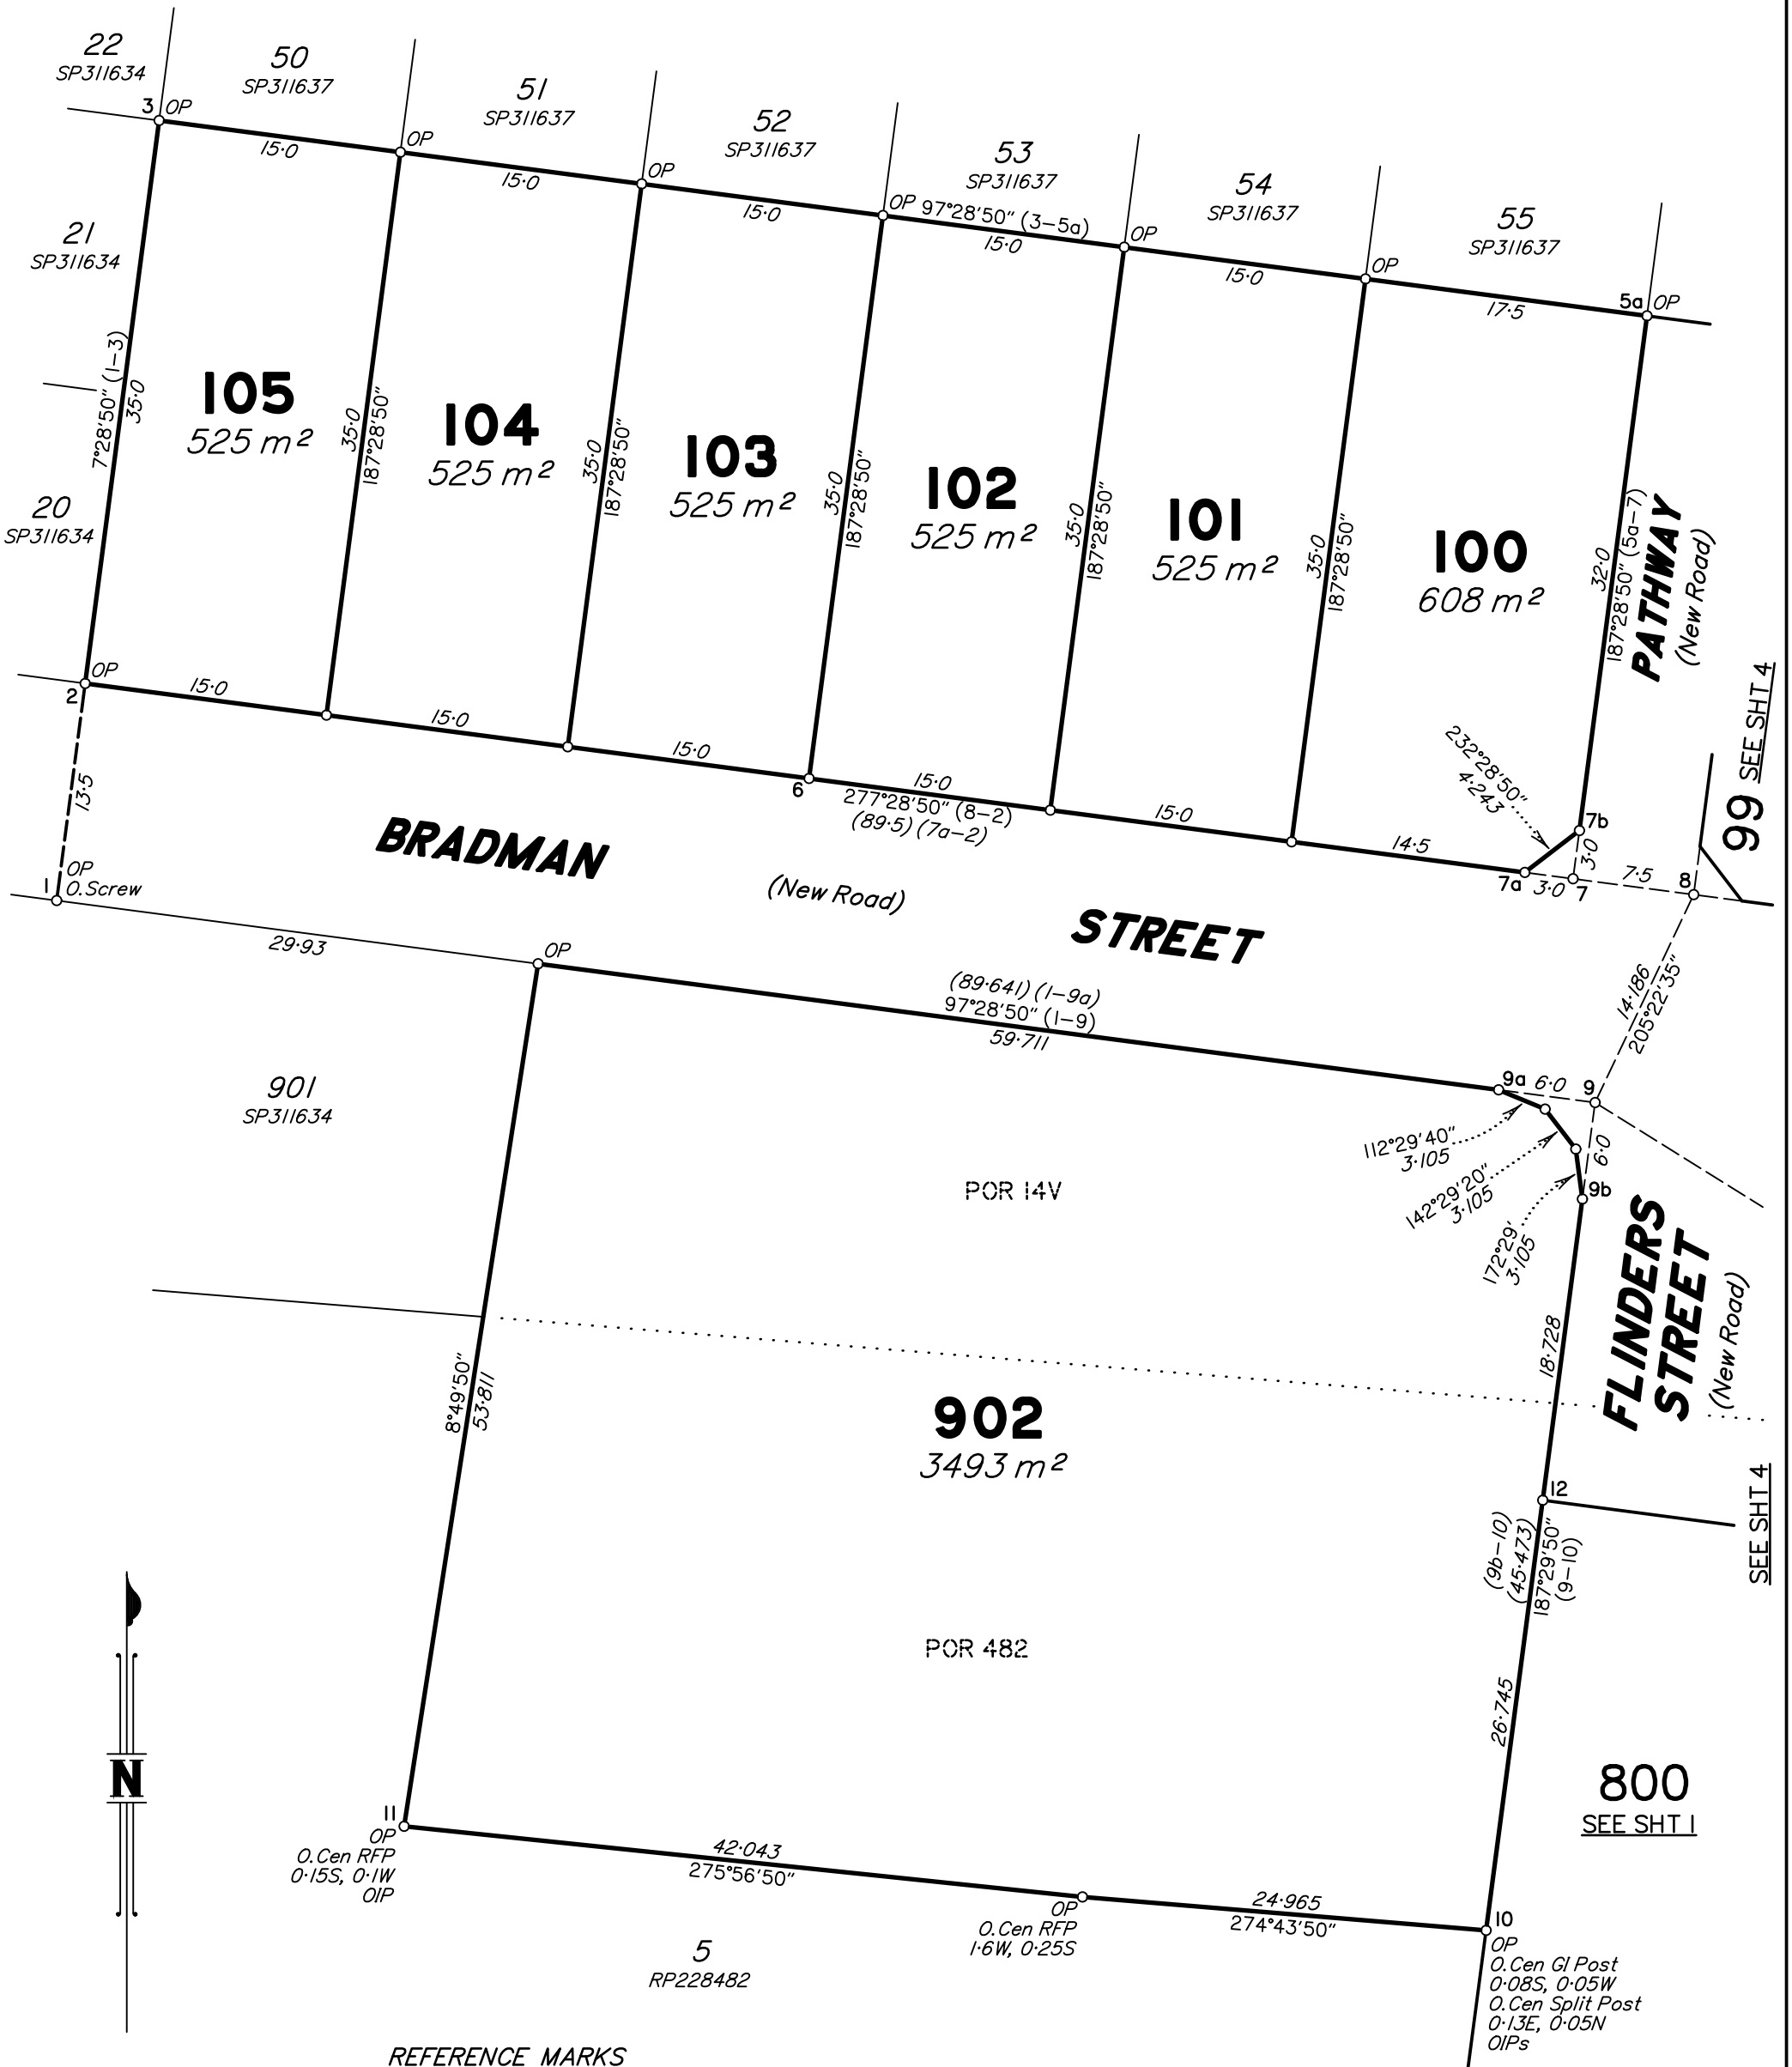 22
SP311634
50
SP311637
51
SP311637
52
SP311637
53
SP311637
54
SP311637
55
SP311637
3 OP
OP
OP
OP
97°28'50" (3-5a)
OP
OP
5a OP
15·0
15·0
15·0
15·0
15·0
17·5
21
SP311634
20
SP311634
7°28'50" (1-3)
35·0
105
525 m²
35·0
187°28'50"
104
525 m²
35·0
187°28'50"
103
525 m²
35·0
187°28'50"
102
525 m²
35·0
187°28'50"
101
525 m²
35·0
187°28'50"
100
608 m²
32·0
187°28'50" (5a-7)
PATHWAY
(New Road)
99 SEE SHT 4
2
OP
15·0
15·0
15·0
6
15·0
277°28'50" (8-2)
(89·5) (7a-2)
15·0
14·5
232°28'50"
4·243
7b
3·0
7a
3·0
7
7·5
8
13·5
OP
1 O.Screw
BRADMAN
(New Road)
STREET
29·93
OP
(89·641) (1-9a)
97°28'50" (1-9)
59·711
14·186
205°22'35"
9a
6·0
9
6·0
9b
112°29'40"
3·105
142°29'20"
3·105
172°29'
3·105
901
SP311634
POR 14V
FLINDERS
STREET
(New Road)
18·728
8°49'50"
53·811
902
3493 m²
12
(9b-10)
(45·473)
187°29'50"
(9-10)
SEE SHT 4
POR 482
26·745
N
800
SEE SHT 1
11
OP
O.Cen RFP
0·15S, 0·1W
OIP
42·043
275°56'50"
OP
O.Cen RFP
1·6W, 0·25S
24·965
274°43'50"
10
OP
O.Cen GI Post
0·08S, 0·05W
O.Cen Split Post
0·13E, 0·05N
OIPs
5
RP228482
REFERENCE MARKS